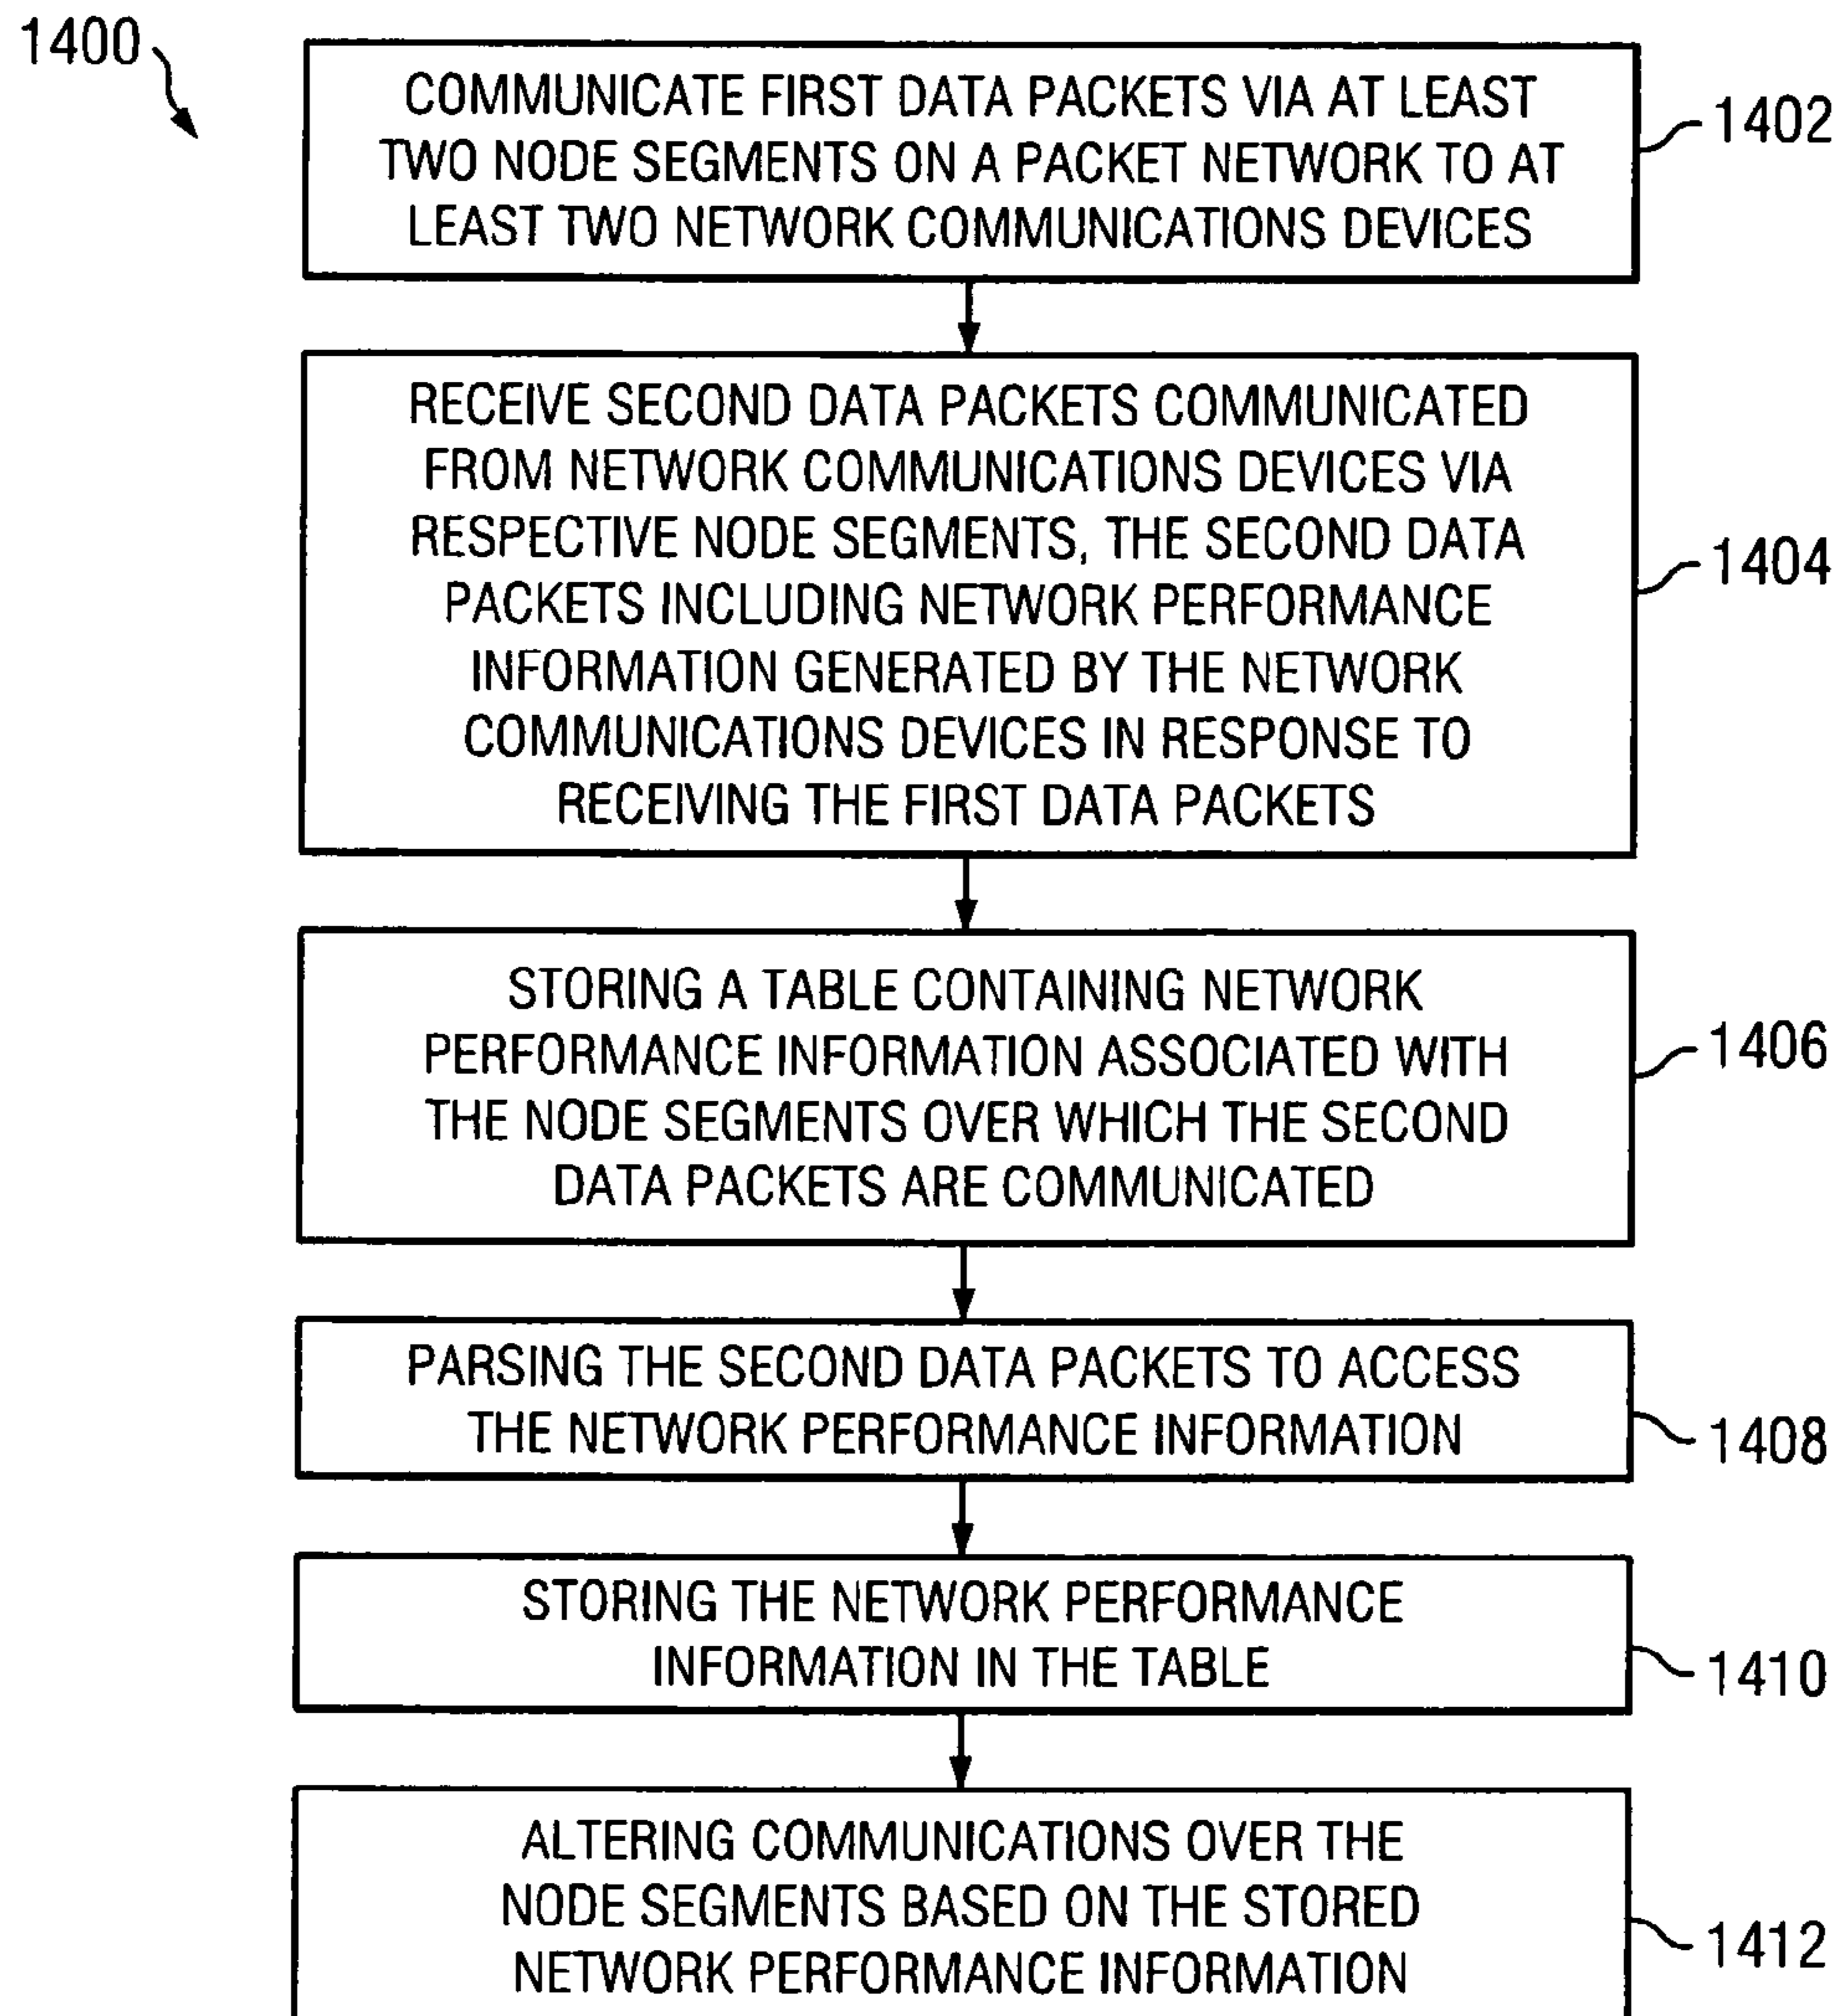 1400
COMMUNICATE FIRST DATA PACKETS VIA AT LEAST
TWO NODE SEGMENTS ON A PACKET NETWORK TO AT
LEAST TWO NETWORK COMMUNICATIONS DEVICES
1402
RECEIVE SECOND DATA PACKETS COMMUNICATED
FROM NETWORK COMMUNICATIONS DEVICES VIA
RESPECTIVE NODE SEGMENTS, THE SECOND DATA
PACKETS INCLUDING NETWORK PERFORMANCE
INFORMATION GENERATED BY THE NETWORK
COMMUNICATIONS DEVICES IN RESPONSE TO
RECEIVING THE FIRST DATA PACKETS
1404
STORING A TABLE CONTAINING NETWORK
PERFORMANCE INFORMATION ASSOCIATED WITH
THE NODE SEGMENTS OVER WHICH THE SECOND
DATA PACKETS ARE COMMUNICATED
1406
PARSING THE SECOND DATA PACKETS TO ACCESS
THE NETWORK PERFORMANCE INFORMATION
1408
STORING THE NETWORK PERFORMANCE
INFORMATION IN THE TABLE
1410
ALTERING COMMUNICATIONS OVER THE
NODE SEGMENTS BASED ON THE STORED
NETWORK PERFORMANCE INFORMATION
1412